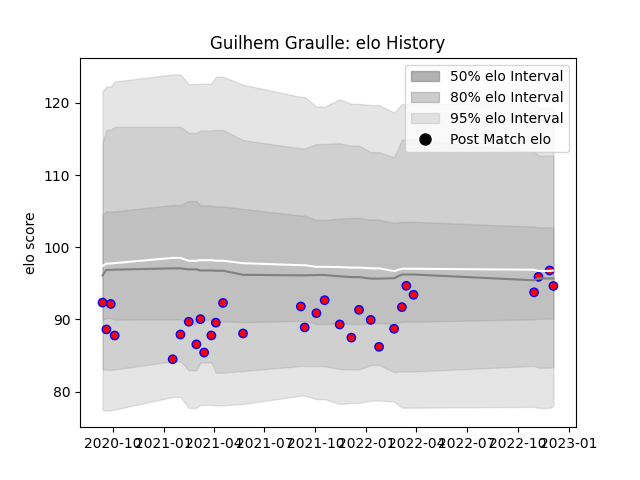 Guilhem Graulle: elo History
50% elo Interval
80% elo Interval
95% elo Interval
Post Match elo
elo score
120
110
100
90
80
2020-10 2021-01 2021-04 2021-07 2021-10 2022-01 2022-04 2022-07 2022-10 2023-01